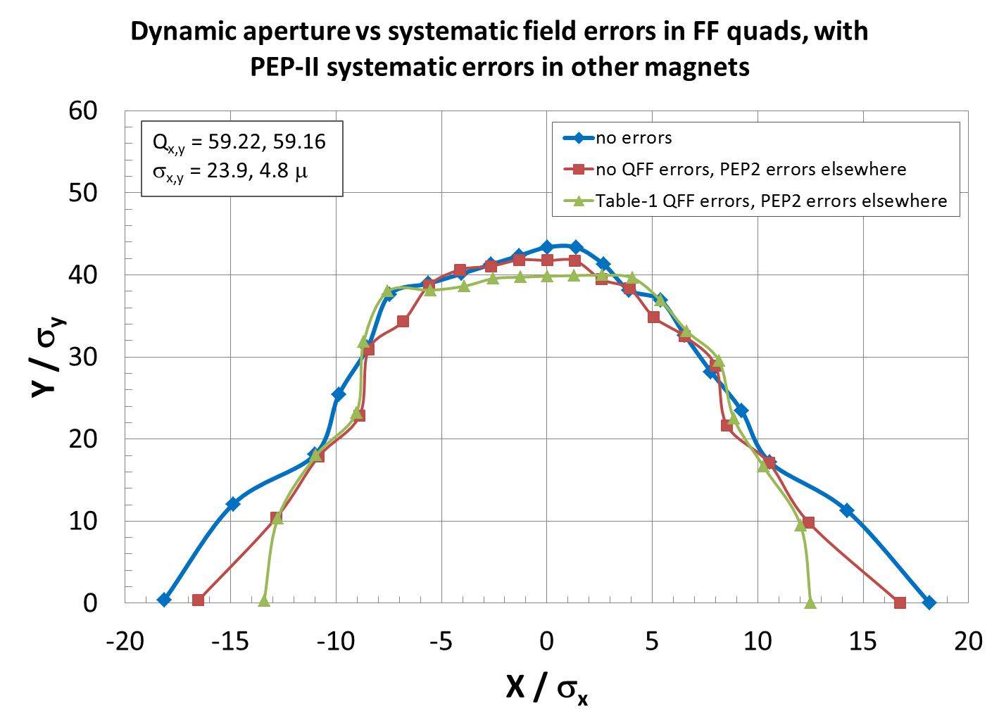 Dynamic aperture vs systematic field errors in FF quads, with
PEP-II systematic errors in other magnets
60
50
40
30
20
10
0
Y / σy
Qx,y = 59.22, 59.16
σx,y = 23.9, 4.8 μ
no errors
no QFF errors, PEP2 errors elsewhere
Table-1 QFF errors, PEP2 errors elsewhere
-20 -15 -10 -5 0 5 10 15 20
X / σx